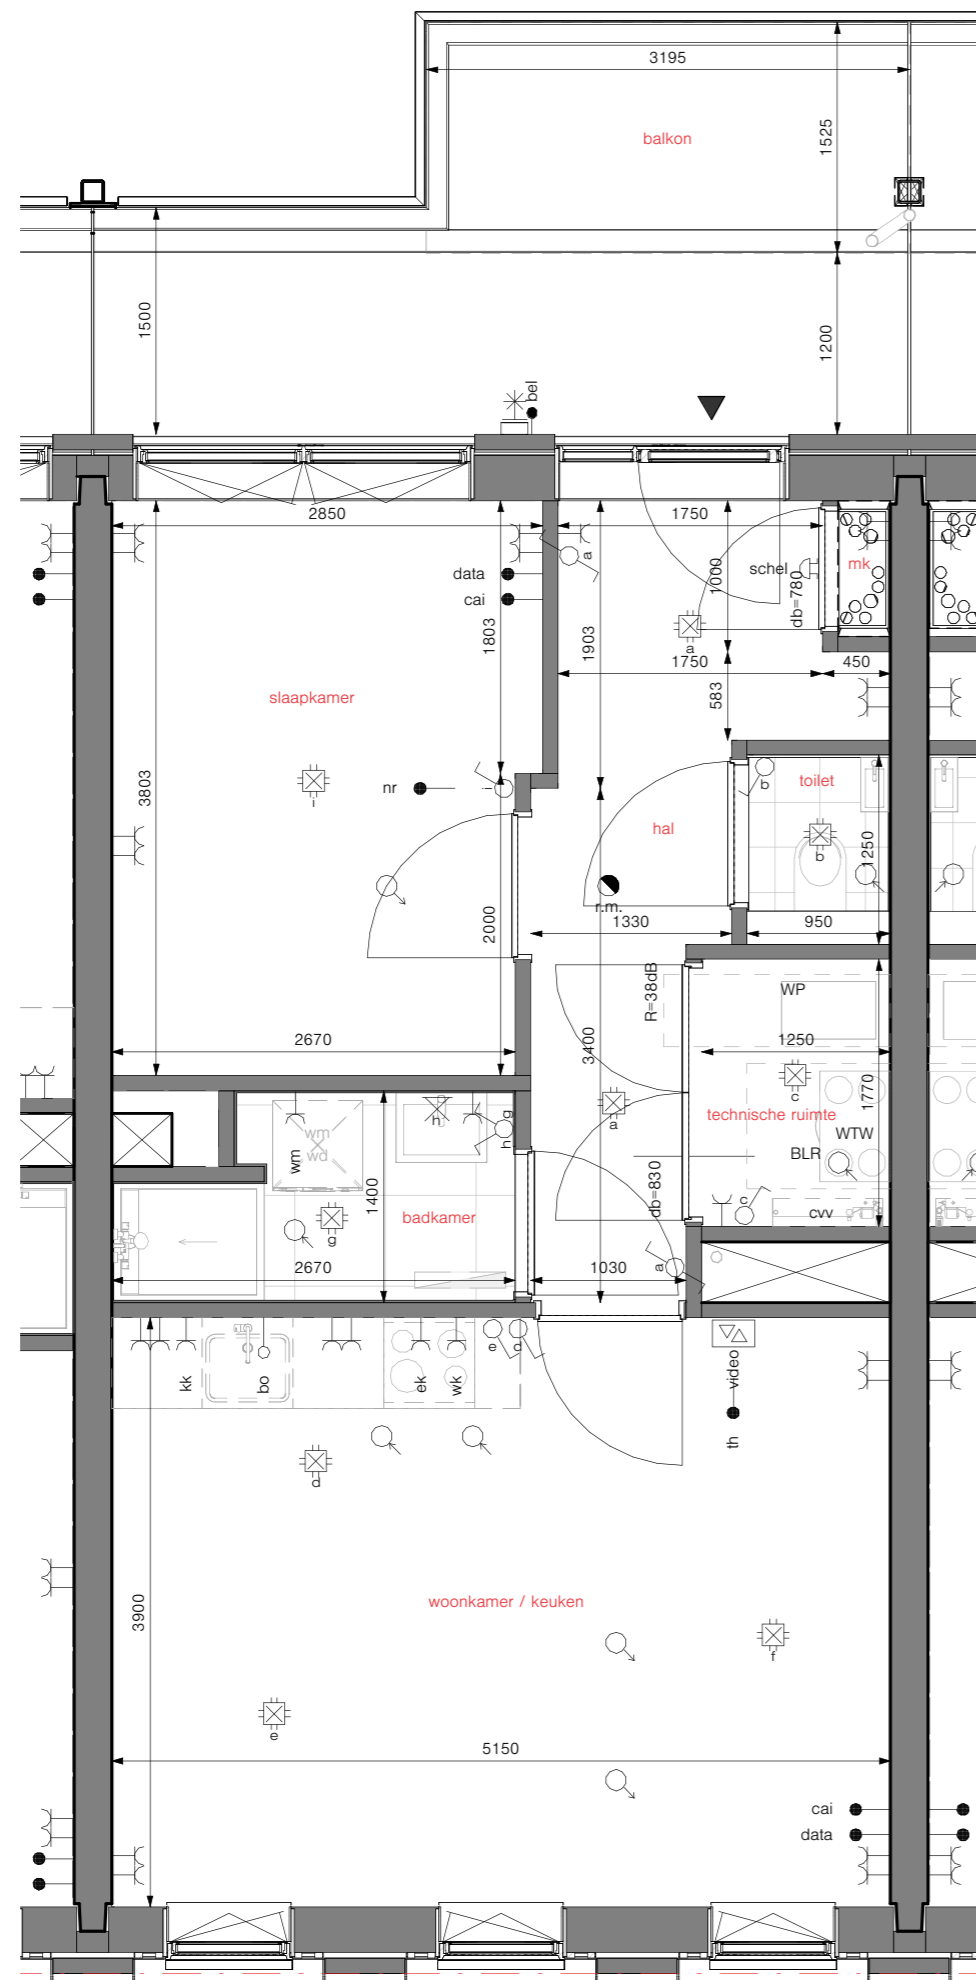 3195
balkon
1525
1500
1200
bel
2850
1750
data
cai
1803
1903
a
schel
1000
db=780
mk
a
1750
450
583
slaapkamer
3803
nr
i
i
hal
toilet
b
b
1250
r.m.
2000
1330
950
R=38dB
WP
2670
3400
1250
c
1770
technische ruimte
a
WTW
BLR
h
g
h
wm
wd
wm
1400
g
badkamer
db=830
c
cvv
2670
1030
a
kk
bo
ek
wk
e
d
video
th
d
3900
woonkamer / keuken
f
e
5150
cai
data